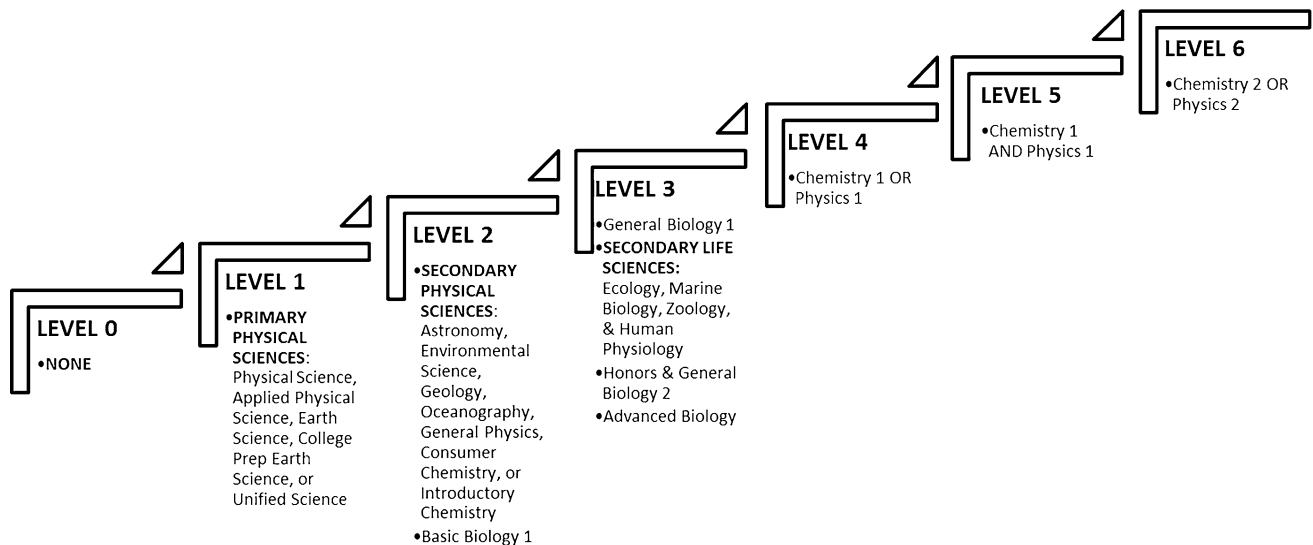 LEVEL 0
•NONE
LEVEL 1
•PRIMARY
PHYSICAL
SCIENCES:
Physical Science,
Applied Physical
Science, Earth
Science, College
Prep Earth
Science, or
Unified Science
LEVEL 2
•SECONDARY
PHYSICAL
SCIENCES:
Astronomy,
Environmental
Science,
Geology,
Oceanography,
General Physics,
Consumer
Chemistry, or
Introductory
Chemistry
•Basic Biology 1
LEVEL 3
•General Biology 1
•SECONDARY LIFE
SCIENCES:
Ecology, Marine
Biology, Zoology,
& Human
Physiology
•Honors & General
Biology 2
•Advanced Biology
LEVEL 4
•Chemistry 1 OR
Physics 1
LEVEL 5
•Chemistry 1
AND Physics 1
LEVEL 6
•Chemistry 2 OR
Physics 2